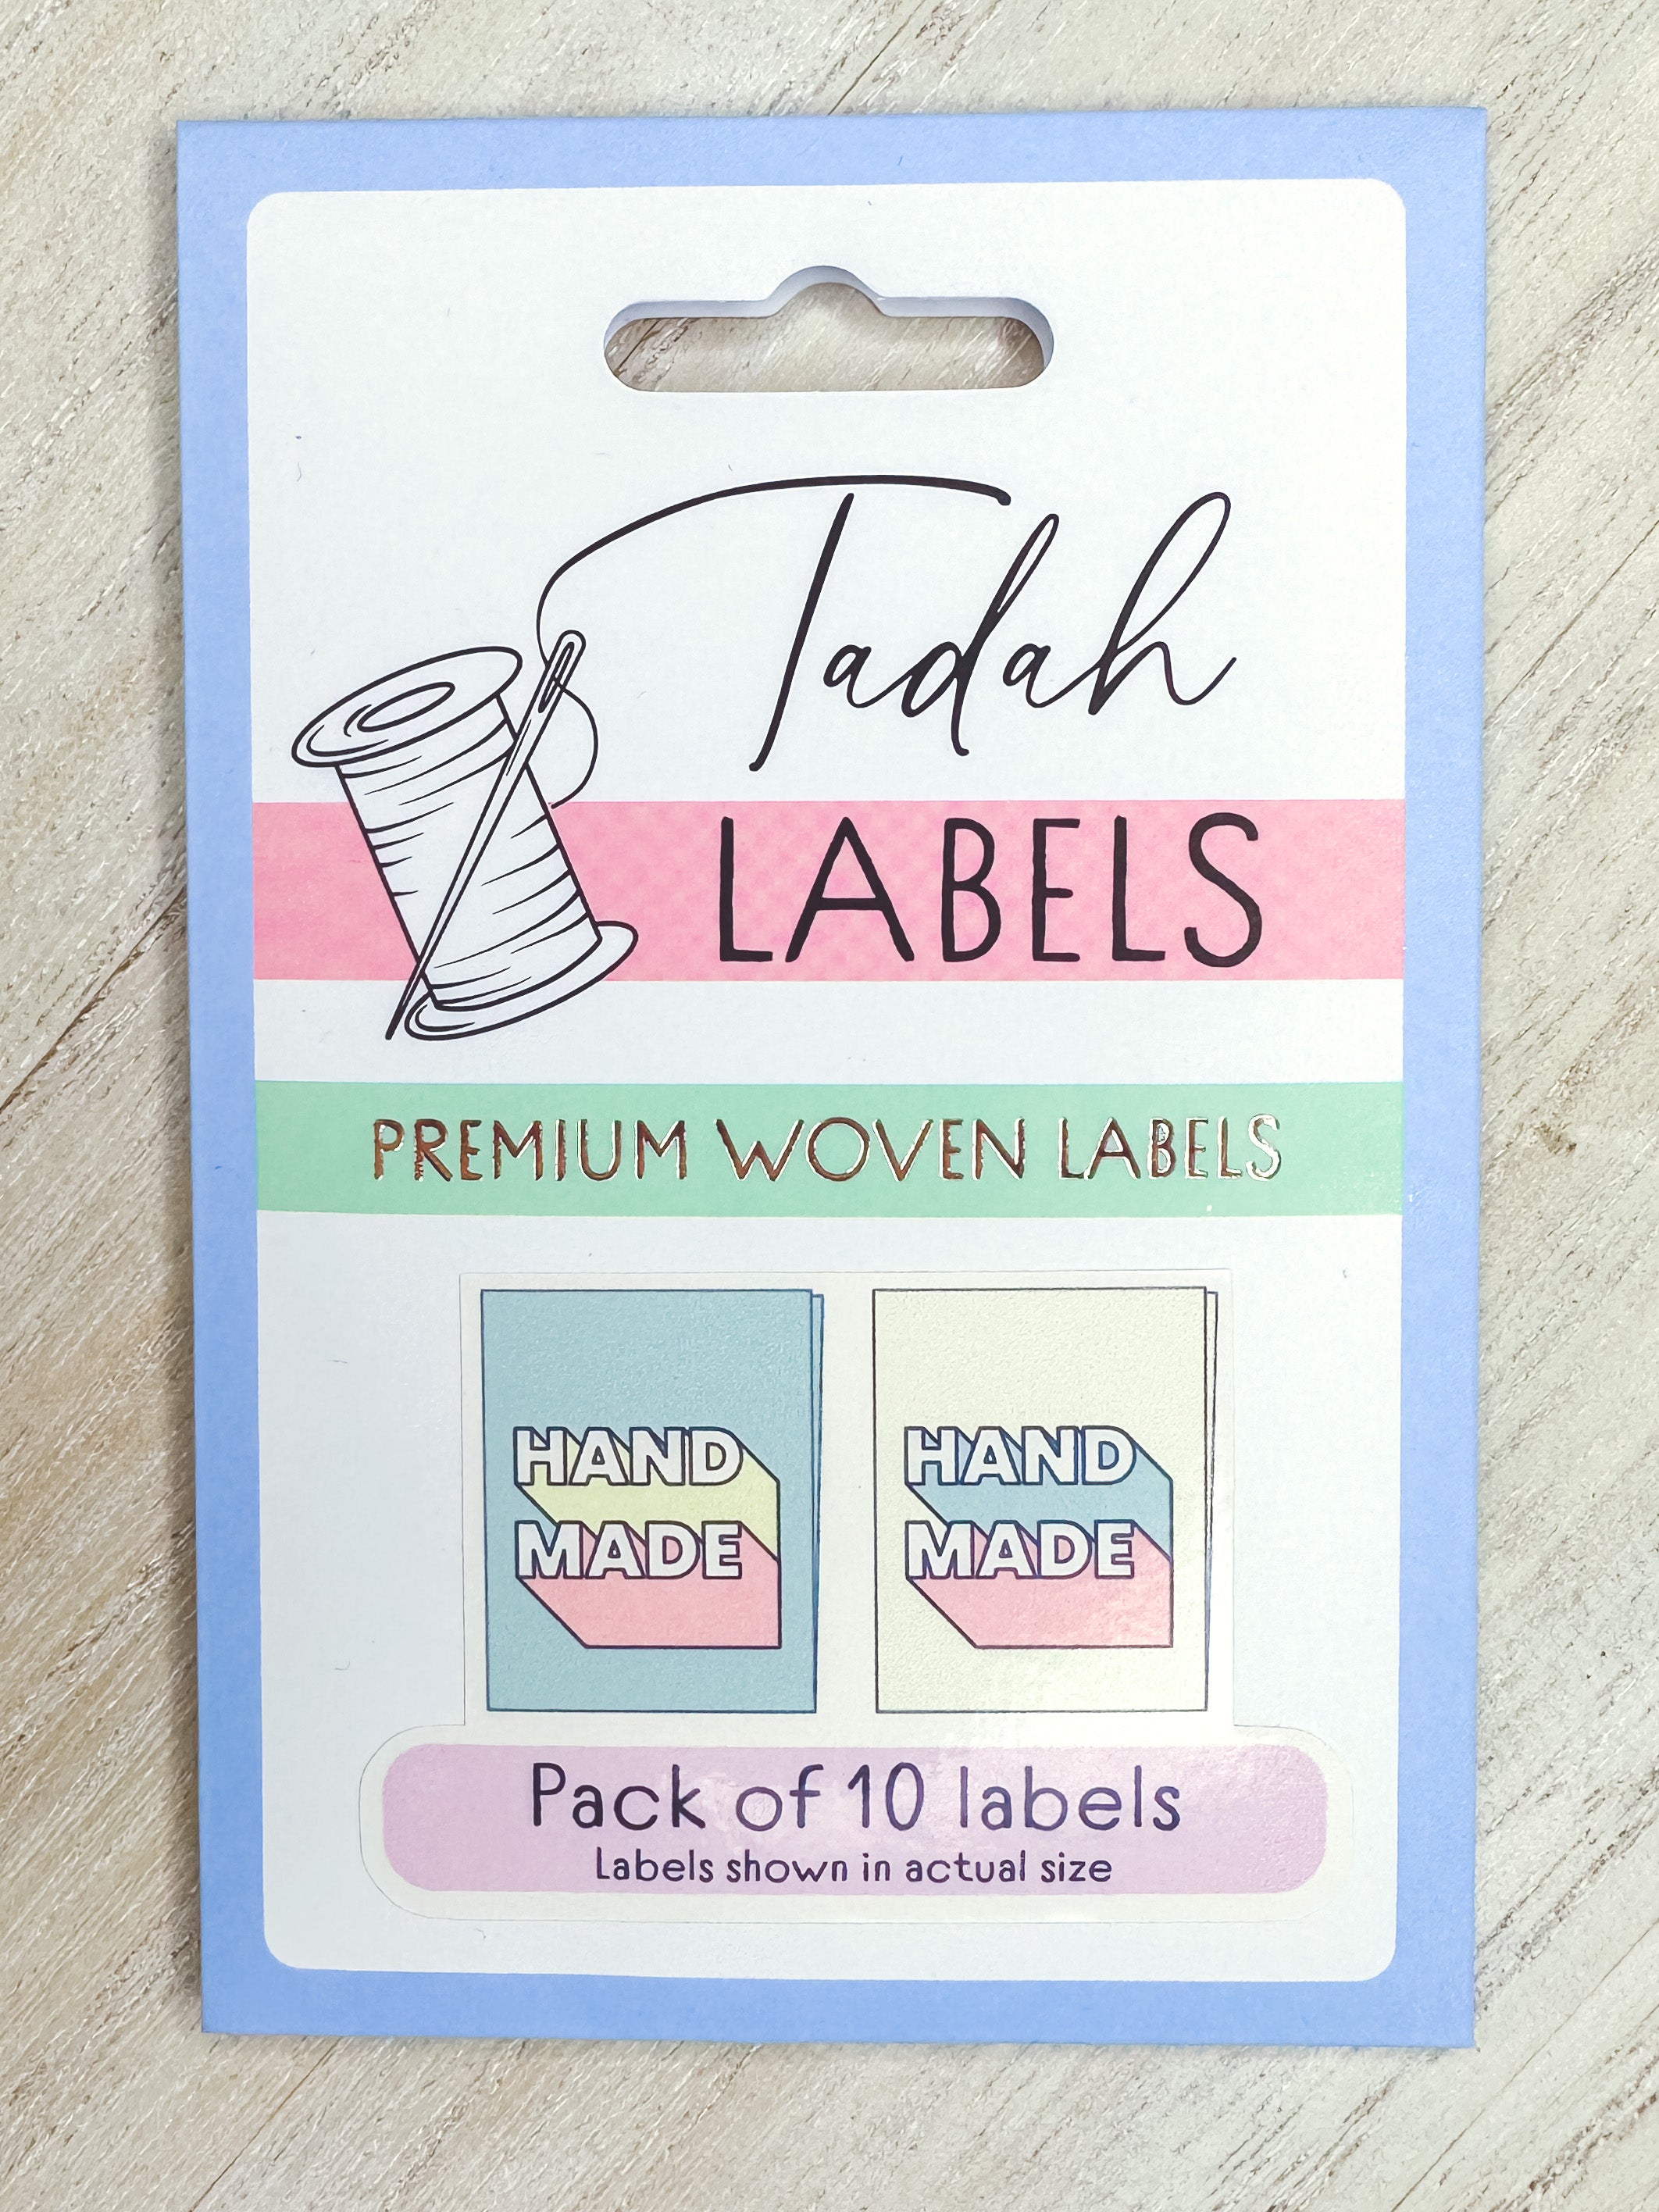 Tadah
LABELS
PREMIUM WOVEN LABELS
HAND
MADE
HAND
MADE
Pack of 10 labels
Labels shown in actual size